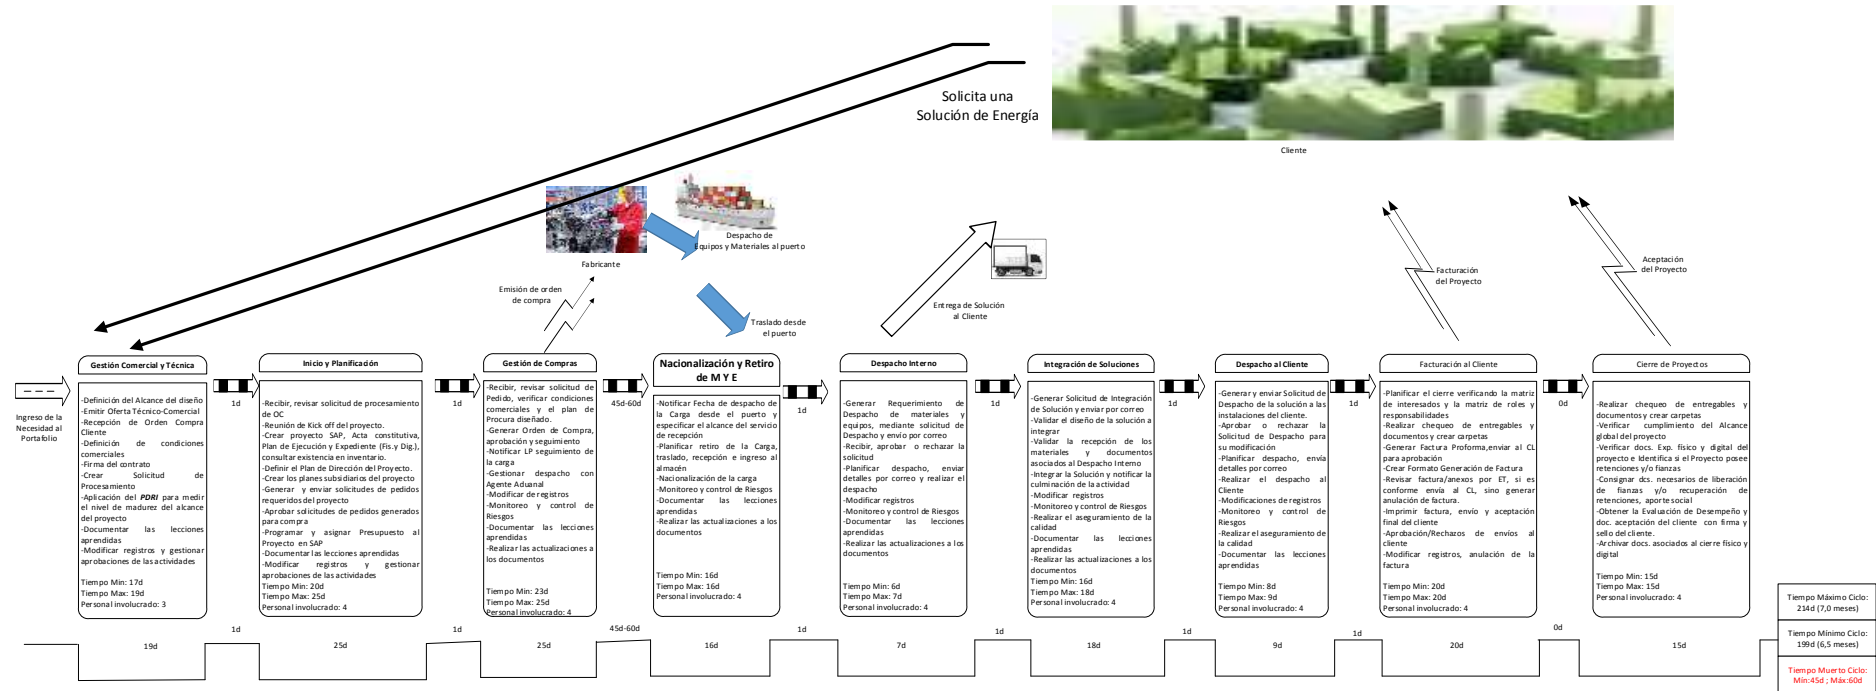 Solicita una
Solución de Energía
Cliente
Despacho de
Equipos y Materiales al puerto
Fabricante
Emisión de orden
de compra
Traslado desde
el puerto
Entrega de Solución
al Cliente
Facturación
del Proyecto
Aceptación
del Proyecto
Ingreso de la
Necesidad al
Portafolio
Gestión Comercial y Técnica
-Definición del Alcance del diseño
-Emitir Oferta Técnico-Comercial
-Recepción de Orden Compra
Cliente
-Definición de condiciones
comerciales
-Firma del contrato
-Crear Solicitud de
Procesamiento
-Aplicación del PDRI para medir
el nivel de madurez del alcance
del proyecto
-Documentar las lecciones
aprendidas
-Modificar registros y gestionar
aprobaciones de las actividades
Tiempo Min: 17d
Tiempo Max: 19d
Personal involucrado: 3
1d
Inicio y Planificación
-Recibir, revisar solicitud de procesamiento
de OC
-Reunión de Kick off del proyecto.
-Crear proyecto SAP, Acta constitutiva,
Plan de Ejecución y Expediente (Fis.y Dig.),
consultar existencia en inventario.
-Definir el Plan de Dirección del Proyecto.
-Crear los planes subsidiarios del proyecto
-Generar y enviar solicitudes de pedidos
requeridos del proyecto
-Aprobar solicitudes de pedidos generados
para compra
-Programar y asignar Presupuesto al
Proyecto en SAP
-Documentar las lecciones aprendidas
-Modificar registros y gestionar
aprobaciones de las actividades
Tiempo Min: 20d
Tiempo Max: 25d
Personal involucrado: 4
1d
Gestión de Compras
-Recibir, revisar solicitud de
Pedido, verificar condiciones
comerciales y el plan de
Procura diseñado.
-Generar Orden de Compra,
aprobación y seguimiento
-Notificar LP seguimiento de
la carga
-Gestionar despacho con
Agente Aduanal
-Modificar de registros
-Monitoreo y control de
Riesgos
-Documentar las lecciones
aprendidas
-Realizar las actualizaciones a
los documentos
Tiempo Min: 23d
Tiempo Max: 25d
Personal involucrado: 4
45d-60d
Nacionalización y Retiro
de M Y E
-Notificar Fecha de despacho de
la Carga desde el puerto y
especificar el alcance del servicio
de recepción
-Planificar retiro de la Carga,
traslado, recepción e ingreso al
almacén
-Nacionalización de la carga
-Monitoreo y control de Riesgos
-Documentar las lecciones
aprendidas
-Realizar las actualizaciones a los
documentos
Tiempo Min: 16d
Tiempo Max: 16d
Personal involucrado: 4
1d
Despacho Interno
-Generar Requerimiento de
Despacho de materiales y
equipos, mediante solicitud de
Despacho y envío por correo
-Recibir, aprobar o rechazar la
solicitud
-Planificar despacho, enviar
detalles por correo y realizar el
despacho
-Modificar registros
-Monitoreo y control de Riesgos
-Documentar las lecciones
aprendidas
-Realizar las actualizaciones a los
documentos
Tiempo Min: 6d
Tiempo Max: 7d
Personal involucrado: 4
1d
Integración de Soluciones
-Generar Solicitud de Integración
de Solución y enviar por correo
-Validar el diseño de la solución a
integrar
-Validar la recepción de los
materiales y documentos
asociados al Despacho Interno
-Integrar la Solución y notificar la
culminación de la actividad
-Modificar registros
-Monitoreo y control de Riesgos
-Realizar el aseguramiento de la
calidad
-Documentar las lecciones
aprendidas
-Realizar las actualizaciones a los
documentos
Tiempo Min: 16d
Tiempo Max: 18d
Personal involucrado: 4
1d
Despacho al Cliente
-Generar y enviar Solicitud de
Despacho de la solución a las
instalaciones del cliente.
-Aprobar o rechazar la
Solicitud de Despacho para
su modificación
-Planificar despacho, envía
detalles por correo
-Realizar el despacho al
Cliente
-Modificaciones de registros
-Monitoreo y control de
Riesgos
-Realizar el aseguramiento de
la calidad
-Documentar las lecciones
aprendidas
Tiempo Min: 8d
Tiempo Max: 9d
Personal involucrado: 4
1d
Facturación al Cliente
-Planificar el cierre verificando la matriz
de interesados y la matriz de roles y
responsabilidades
-Realizar chequeo de entregables y
documentos y crear carpetas
-Generar Factura Proforma,enviar al CL
para aprobación
-Crear Formato Generación de Factura
-Revisar factura/anexos por ET, si es
conforme envía al CL, sino generar
anulación de factura.
-Imprimir factura, envío y aceptación
final del cliente
-Aprobación/Rechazos de envíos al
cliente
-Modificar registros, anulación de la
factura
Tiempo Min: 20d
Tiempo Max: 20d
Personal involucrado: 4
0d
Cierre de Proyectos
-Realizar chequeo de entregables y
documentos y crear carpetas
-Verificar cumplimiento del Alcance
global del proyecto
-Verificar docs. Exp. físico y digital del
proyecto e Identifica si el Proyecto posee
retenciones y/o fianzas
-Consignar dcs. necesarios de liberación
de fianzas y/o recuperación de
retenciones, aporte social
-Obtener la Evaluación de Desempeño y
doc. aceptación del cliente con firma y
sello del cliente.
-Archivar docs. asociados al cierre físico y
digital
Tiempo Min: 15d
Tiempo Max: 15d
Personal involucrado: 4
19d
1d
25d
1d
25d
45d-60d
16d
1d
7d
1d
18d
1d
9d
1d
20d
0d
15d
Tiempo Máximo Ciclo:
214d (7,0 meses)
Tiempo Mínimo Ciclo:
199d (6,5 meses)
Tiempo Muerto Ciclo:
Min:45d ; Máx:60d